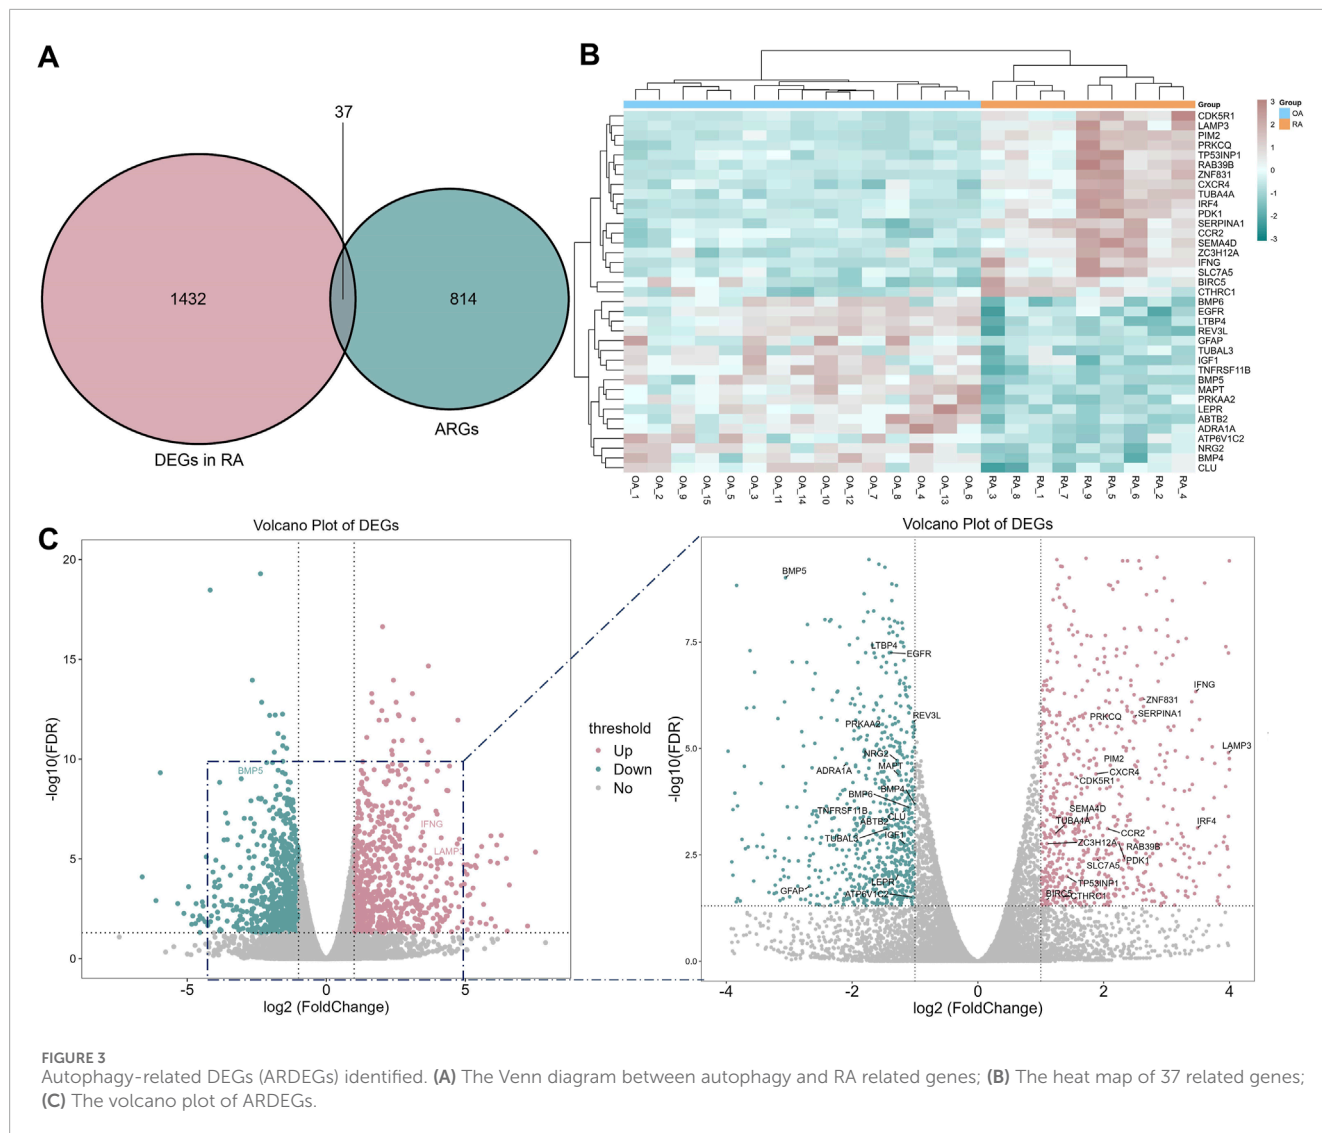 A
37
1432
814
DEGs in RA
ARGs
B
Group
CDK5R1
LAMP3
PIM2
PRKCQ
TP53INP1
RAB39B
ZNF831
CXCR4
TUBA4A
IRF4
PDK1
SERPINA1
CCR2
SEMA4D
ZC3H12A
IFNG
SLC7A5
BIRC5
CTHRC1
BMP6
EGFR
LTBP4
REV3L
GFAP
TUBAL3
IGF1
TNFRSF11B
BMP5
MAPT
PRKAA2
LEPR
ABTB2
ADRA1A
ATP6V1C2
NRG2
BMP4
CLU
3
2
1
0
-1
-2
-3
Group
OA
RA
OA_1 OA_2 OA_9 OA_15 OA_5 OA_3 OA_11 OA_14 OA_10 OA_12 OA_7 OA_8 OA_4 OA_13 OA_6 RA_3 RA_8 RA_1 RA_7 RA_9 RA_5 RA_6 RA_2 RA_4
C
Volcano Plot of DEGs
20
15
10
5
0
-log10(FDR)
BMP5
IFNG
LAMP3
-5 0 5
log2 (FoldChange)
threshold
Up
Down
No
Volcano Plot of DEGs
7.5
5.0
2.5
0.0
-log10(FDR)
BMP5
LTBP4
EGFR
IFNG
ZNF831
PRKCQ
SERPINA1
REV3L
PRKAA2
LAMP3
NRG2
PIM2
MAPT
ADRA1A
CXCR4
CDK5R1
BMP4
BMP6
SEMA4D
TNFRSF11B
CLU
ABTB2
TUBA4A
IRF4
TUBAL3
IGF1
CCR2
ZC3H12A
RAB39B
PDK1
SLC7A5
LEPR
TP53INP1
GFAP
ATP6V1C2
BIRC5
CTHRC1
-4 -2 0 2 4
log2 (FoldChange)
FIGURE 3
Autophagy-related DEGs (ARDEGs) identified. (A) The Venn diagram between autophagy and RA related genes; (B) The heat map of 37 related genes;
(C) The volcano plot of ARDEGs.